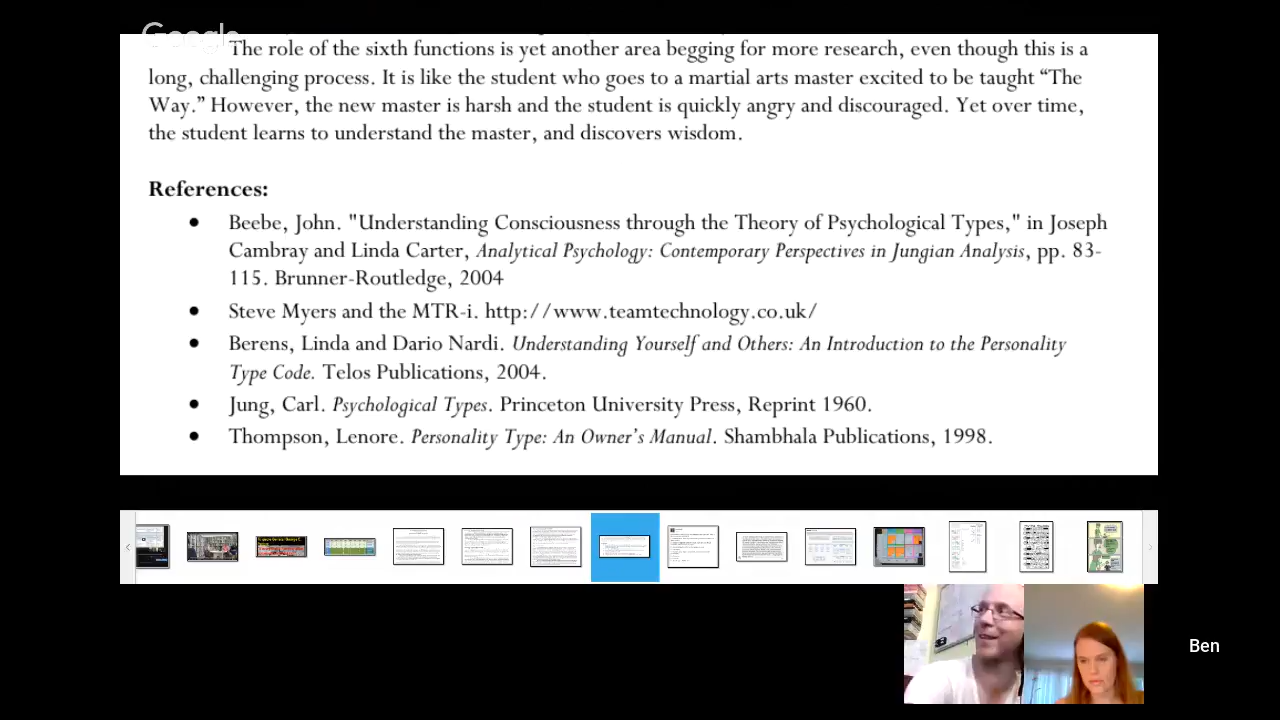 Google
The role of the sixth functions is yet another area begging for more research, even though this is a
long, challenging process. It is like the student who goes to a martial arts master excited to be taught “The
Way.” However, the new master is harsh and the student is quickly angry and discouraged. Yet over time,
the student learns to understand the master, and discovers wisdom.
References:
● Beebe, John. "Understanding Consciousness through the Theory of Psychological Types," in Joseph
Cambray and Linda Carter, Analytical Psychology: Contemporary Perspectives in Jungian Analysis, pp. 83-
115. Brunner-Routledge, 2004
● Steve Myers and the MTR-i. http://www.teamtechnology.co.uk/
● Berens, Linda and Dario Nardi. Understanding Yourself and Others: An Introduction to the Personality
Type Code. Telos Publications, 2004.
● Jung, Carl. Psychological Types. Princeton University Press, Reprint 1960.
● Thompson, Lenore. Personality Type: An Owner’s Manual. Shambhala Publications, 1998.
Ben